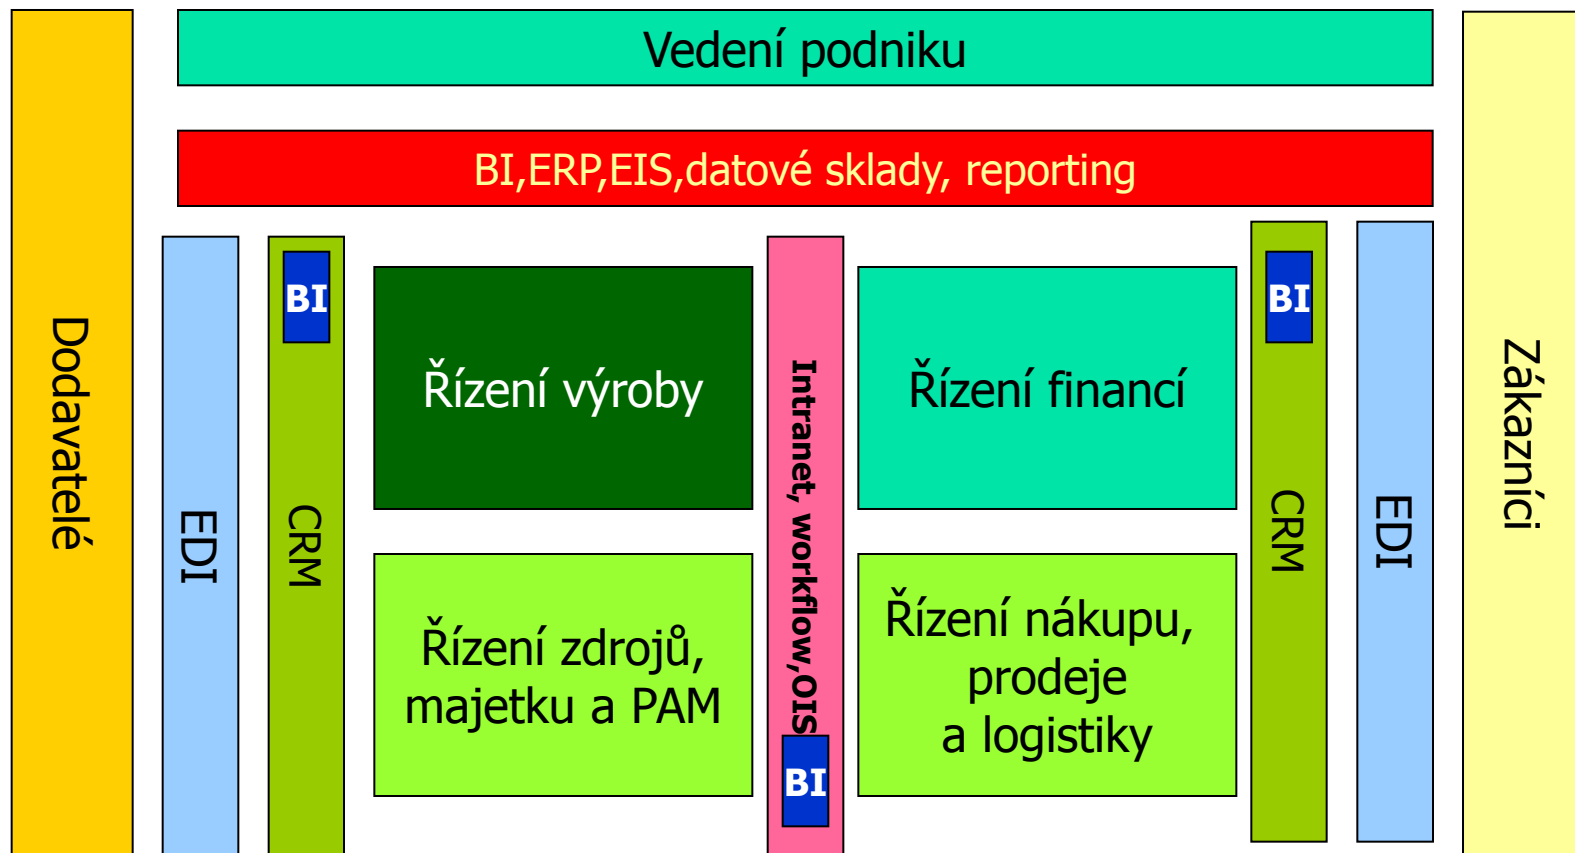 Vedení podniku
BI,ERP,EIS,datové sklady, reporting
Dodavatelé
EDI
CRM
BI
Řízení výroby
Řízení zdrojů,
majetku a PAM
Intranet, workflow,OIS
BI
Řízení financí
Řízení nákupu,
prodeje
a logistiky
BI
CRM
EDI
Zákazníci